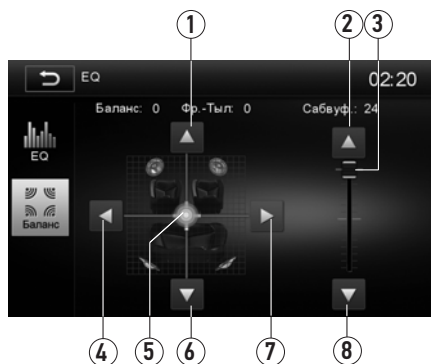 1 2 3
EQ 02:20
Баланс: 0 Фр.-Тыл: 0 Сабвуф.: 24
EQ
Баланс
4 5 6 7 8